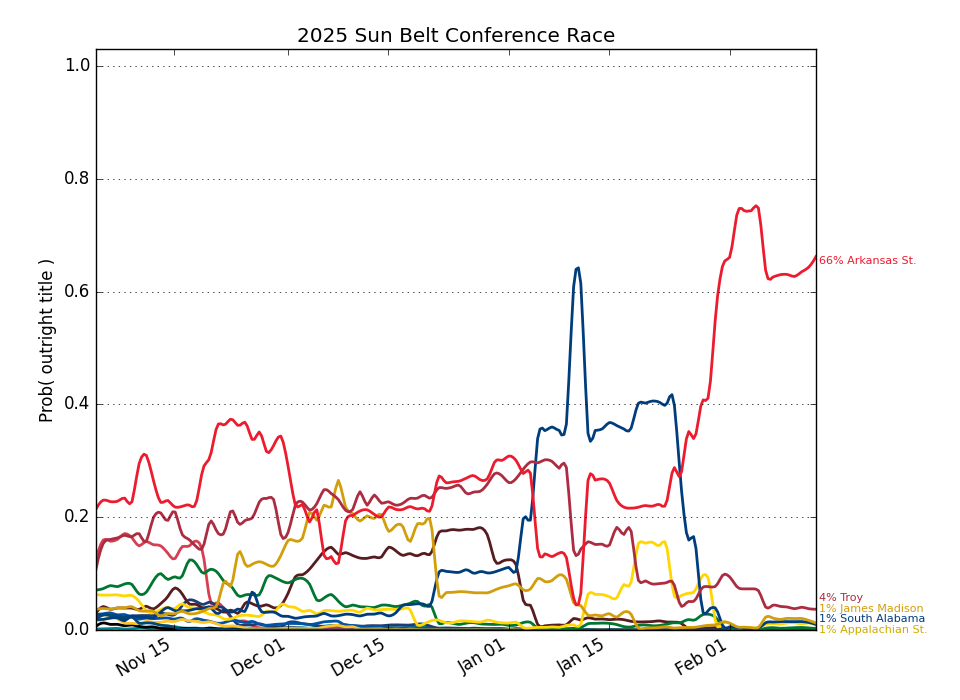 2025 Sun Belt Conference Race
1.0
0.8
0.6
0.4
0.2
0.0
Prob( outright title )
66% Arkansas St.
4% Troy
1% James Madison
1% South Alabama
1% Appalachian St.
Nov 15
Dec 01
Dec 15
Jan 01
Jan 15
Feb 01